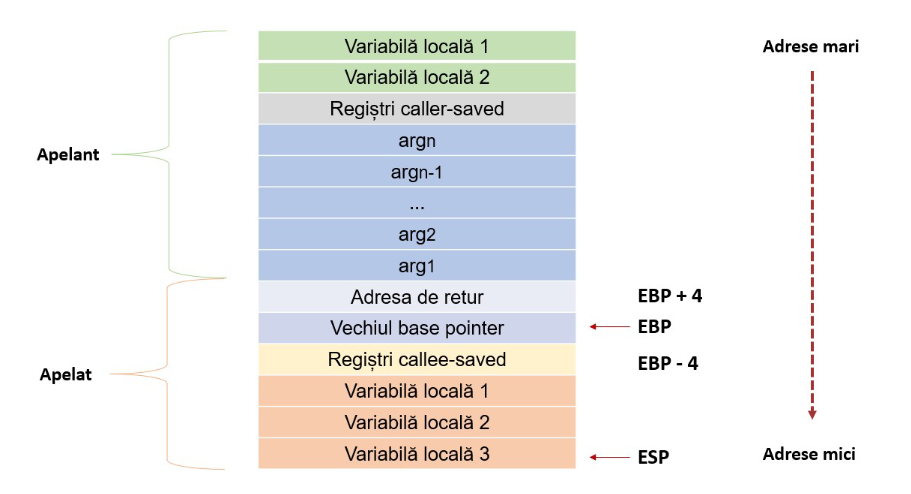 Variabilă locală 1
Adrese mari
Variabilă locală 2
Regiștri caller-saved
argn
Apelant
argn-1
...
arg2
arg1
Adresa de retur
EBP + 4
Vechiul base pointer
EBP
Regiștri callee-saved
EBP - 4
Apelat
Variabilă locală 1
Variabilă locală 2
Variabilă locală 3
ESP
Adrese mici